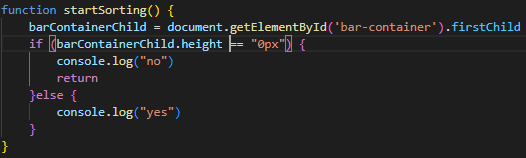 function startSorting() {
    barContainerChild = document.getElementById('bar-container').firstChild
    if (barContainerChild.height == "0px") {
        console.log("no")
        return
    }else {
        console.log("yes")
    }
}